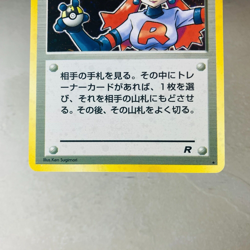 R
相手の手札を見る。その中にトレ
ーナーカードがあれば、1枚を選
び、それを相手の山札にもどさせ
る。その後、その山札をよく切る。
R
Illus. Ken Sugimori